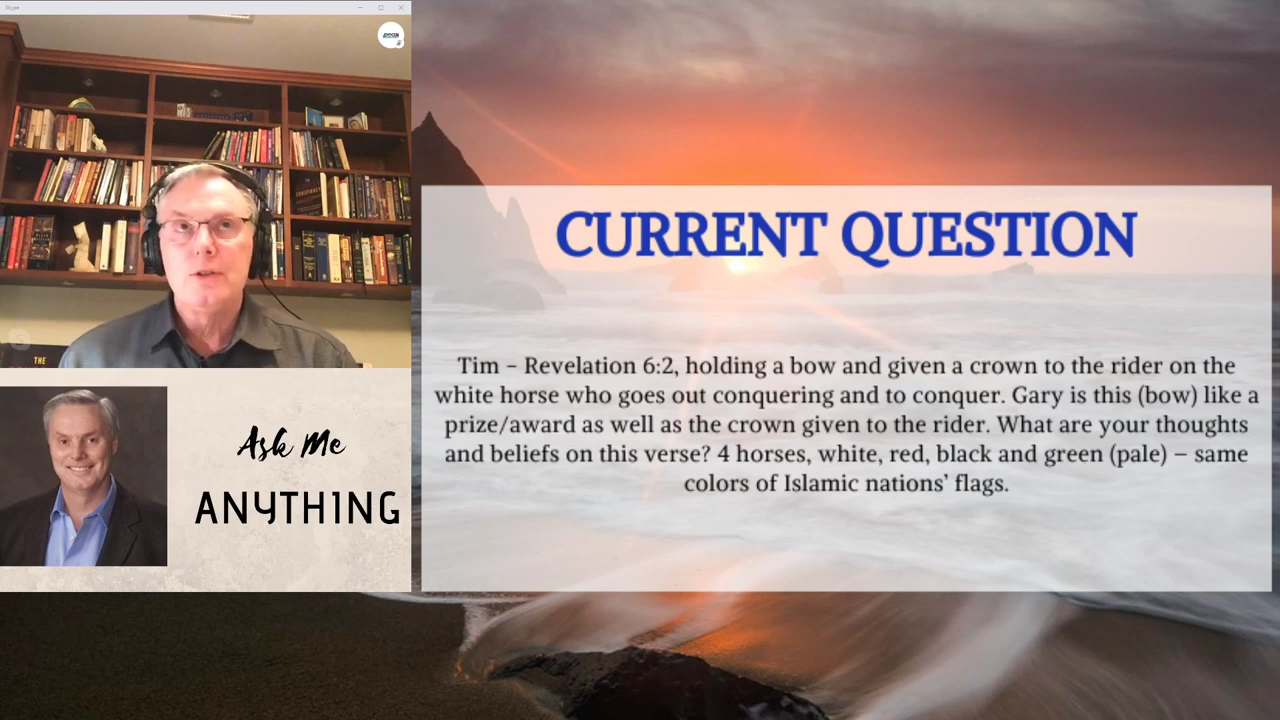 Skype
CONSPIRACY
THE
Ask Me
ANYTHING
CURRENT QUESTION
Tim – Revelation 6:2, holding a bow and given a crown to the rider on the
white horse who goes out conquering and to conquer. Gary is this (bow) like a
prize/award as well as the crown given to the rider. What are your thoughts
and beliefs on this verse? 4 horses, white, red, black and green (pale) – same
colors of Islamic nations’ flags.